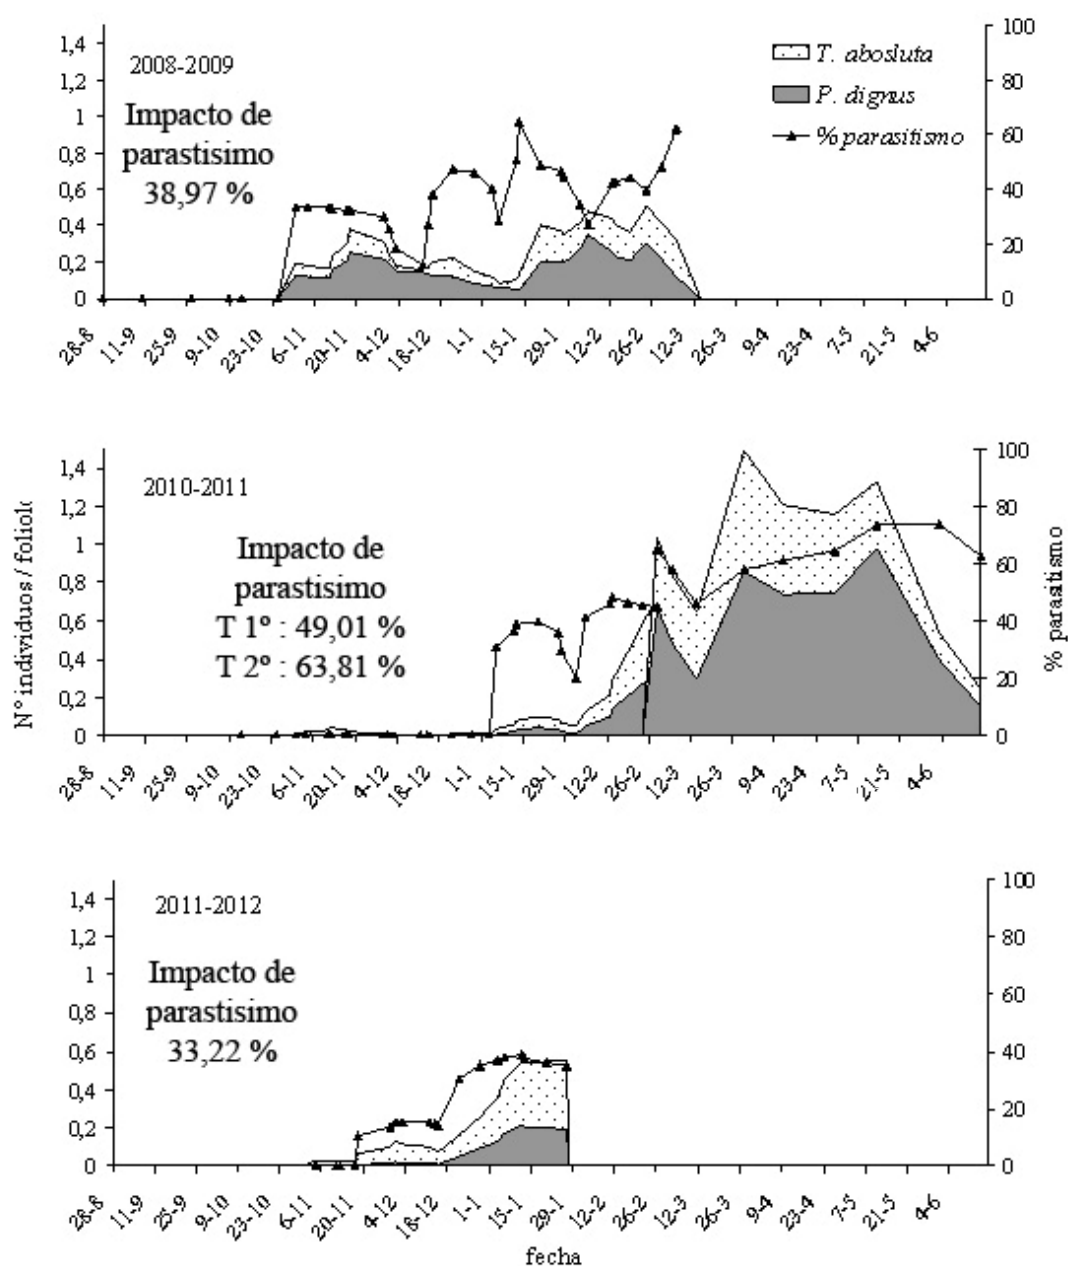 2008-2009
Impacto de
parastisimo
38,97 %
T. abosluta
P. dignus
% parasitismo
1,4
1,2
1
0,8
0,6
0,4
0,2
0
100
80
60
40
20
0
28-8 11-9 25-9 9-10 23-10 6-11 20-11 4-12 18-12 1-1 15-1 29-1 12-2 26-2 12-3 26-3 9-4 23-4 7-5 21-5 4-6
N° individuos / foliolo
% parasitismo
2010-2011
Impacto de
parastisimo
T 1º : 49,01 %
T 2º : 63,81 %
1,4
1,2
1
0,8
0,6
0,4
0,2
0
100
80
60
40
20
0
28-8 11-9 25-9 9-10 23-10 6-11 20-11 4-12 18-12 1-1 15-1 29-1 12-2 26-2 12-3 26-3 9-4 23-4 7-5 21-5 4-6
2011-2012
Impacto de
parastisimo
33,22 %
1,4
1,2
1
0,8
0,6
0,4
0,2
0
100
80
60
40
20
0
28-8 11-9 25-9 9-10 23-10 6-11 20-11 4-12 18-12 1-1 15-1 29-1 12-2 26-2 12-3 26-3 9-4 23-4 7-5 21-5 4-6
fecha